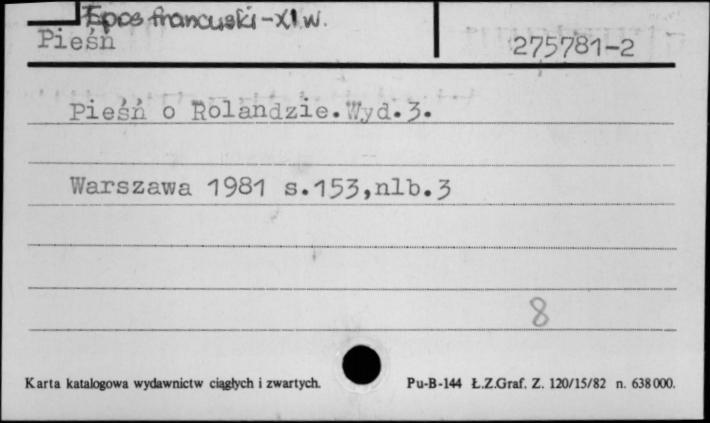 Epos francuski - XI w.
Pieśń 275781-2
Pieśń o Rolandzie. Wyd. 3.
Warszawa 1981 s.153,nlb.3
8
Karta katalogowa wydawnictw ciągłych i zwartych. Pu-B-144 Ł.Z.Graf. Z. 120/15/82 n. 638 000.